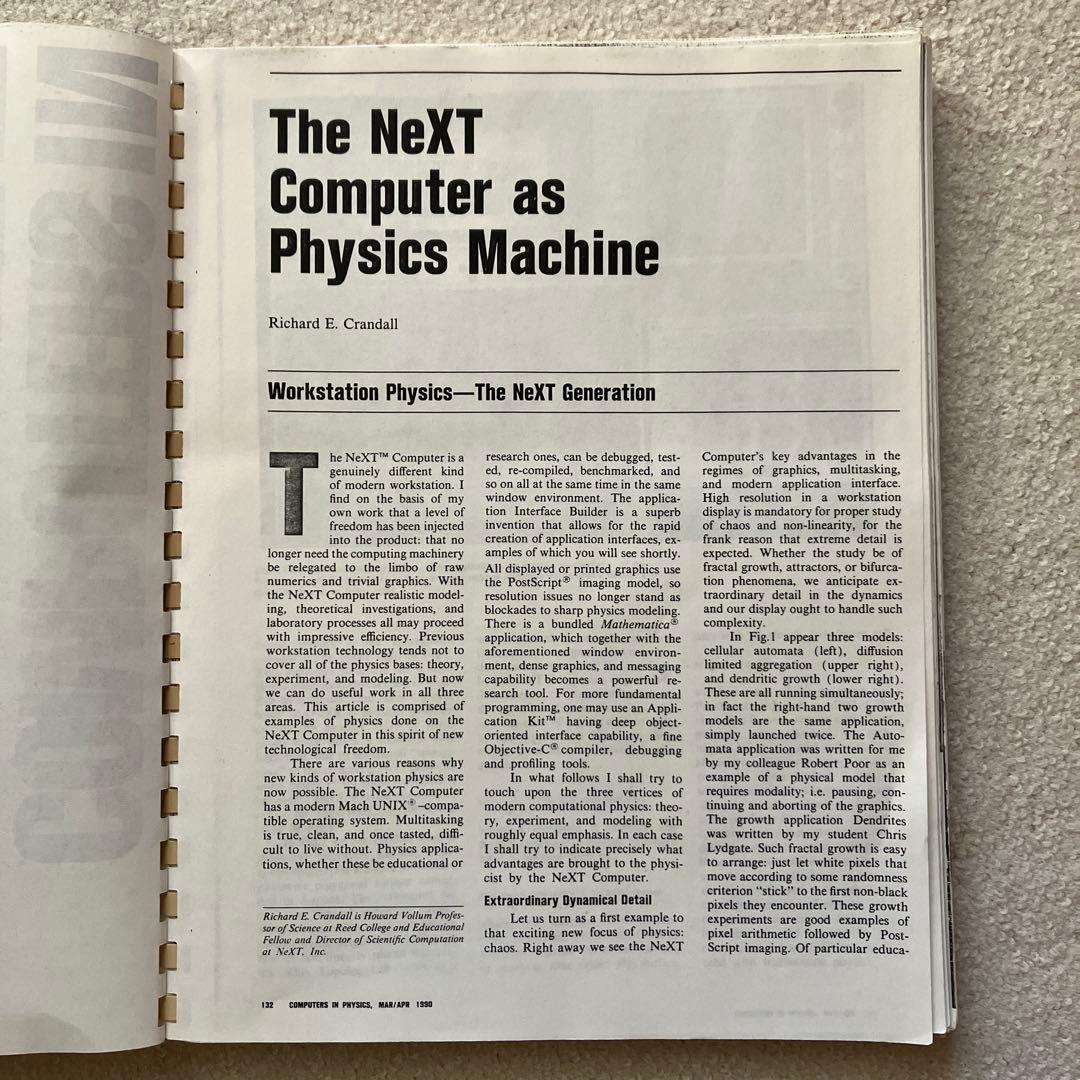 The NeXT
Computer as
Physics Machine
Richard E. Crandall
Workstation Physics—The NeXT Generation
The NeXT™ Computer is a
genuinely different kind
of modern workstation. I
find on the basis of my
own work that a level of
freedom has been injected
into the product: that no
longer need the computing machinery
be relegated to the limbo of raw
numerics and trivial graphics. With
the NeXT Computer realistic model-
ing, theoretical investigations, and
laboratory processes all may proceed
with impressive efficiency. Previous
workstation technology tends not to
cover all of the physics bases: theory,
experiment, and modeling. But now
we can do useful work in all three
areas. This article is comprised of
examples of physics done on the
NeXT Computer in this spirit of new
technological freedom.
There are various reasons why
new kinds of workstation physics are
now possible. The NeXT Computer
has a modern Mach UNIX®-compa-
tible operating system. Multitasking
is true, clean, and once tasted, diffi-
cult to live without. Physics applica-
tions, whether these be educational or
Richard E. Crandall is Howard Vollum Profes-
sor of Science at Reed College and Educational
Fellow and Director of Scientific Computation
at NeXT, Inc.
research ones, can be debugged, test-
ed, re-compiled, benchmarked, and
so on all at the same time in the same
window environment. The applica-
tion Interface Builder is a superb
invention that allows for the rapid
creation of application interfaces, ex-
amples of which you will see shortly.
All displayed or printed graphics use
the PostScript® imaging model, so
resolution issues no longer stand as
blockades to sharp physics modeling.
There is a bundled Mathematica®
application, which together with the
aforementioned window environ-
ment, dense graphics, and messaging
capability becomes a powerful re-
search tool. For more fundamental
programming, one may use an Appli-
cation Kit™ having deep object-
oriented interface capability, a fine
Objective-C® compiler, debugging
and profiling tools.
In what follows I shall try to
touch upon the three vertices of
modern computational physics: theo-
ry, experiment, and modeling with
roughly equal emphasis. In each case
I shall try to indicate precisely what
advantages are brought to the physi-
cist by the NeXT Computer.
Extraordinary Dynamical Detail
Let us turn as a first example to
that exciting new focus of physics:
chaos. Right away we see the NeXT
Computer's key advantages in the
regimes of graphics, multitasking,
and modern application interface.
High resolution in a workstation
display is mandatory for proper study
of chaos and non-linearity, for the
frank reason that extreme detail is
expected. Whether the study be of
fractal growth, attractors, or bifurca-
tion phenomena, we anticipate ex-
traordinary detail in the dynamics
and our display ought to handle such
complexity.
In Fig.1 appear three models:
cellular automata (left), diffusion
limited aggregation (upper right),
and dendritic growth (lower right).
These are all running simultaneously;
in fact the right-hand two growth
models are the same application,
simply launched twice. The Auto-
mata application was written for me
by my colleague Robert Poor as an
example of a physical model that
requires modality; i.e. pausing, con-
tinuing and aborting of the graphics.
The growth application Dendrites
was written by my student Chris
Lydgate. Such fractal growth is easy
to arrange: just let white pixels that
move according to some randomness
criterion "stick" to the first non-black
pixels they encounter. These growth
experiments are good examples of
pixel arithmetic followed by Post-
Script imaging. Of particular educa-
132 COMPUTERS IN PHYSICS, MAR/APR 1990